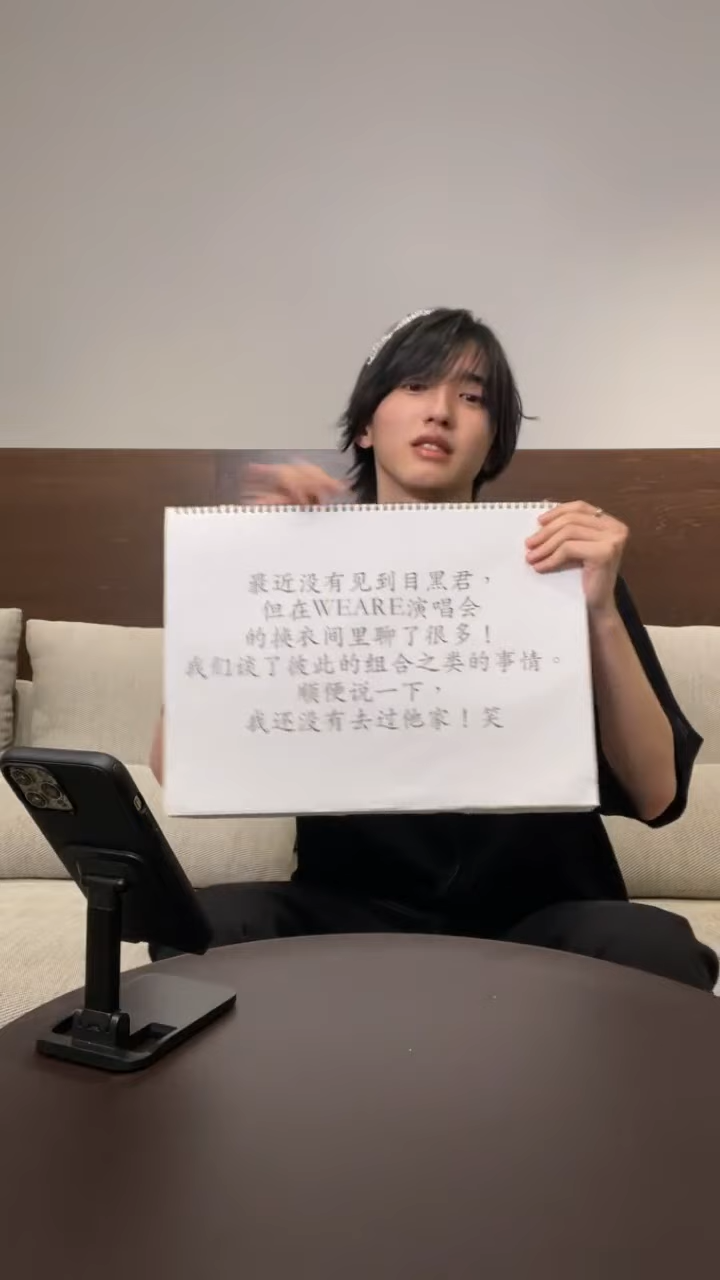 最近没有见到目黑君，
但在WEARE演唱会
的换衣间里聊了很多！
我们谈了彼此的组合之类的事情。
顺便说一下，
我还没有去过他家！笑